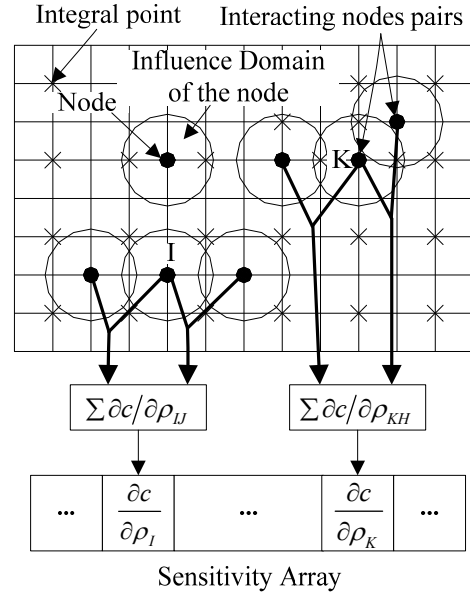 Integral point
Interacting nodes pairs
Influence Domain
of the node
Node
K
I
∑ ∂c/∂ρ_IJ
∑ ∂c/∂ρ_KH
... ∂c/∂ρ_I ... ∂c/∂ρ_K ...
Sensitivity Array